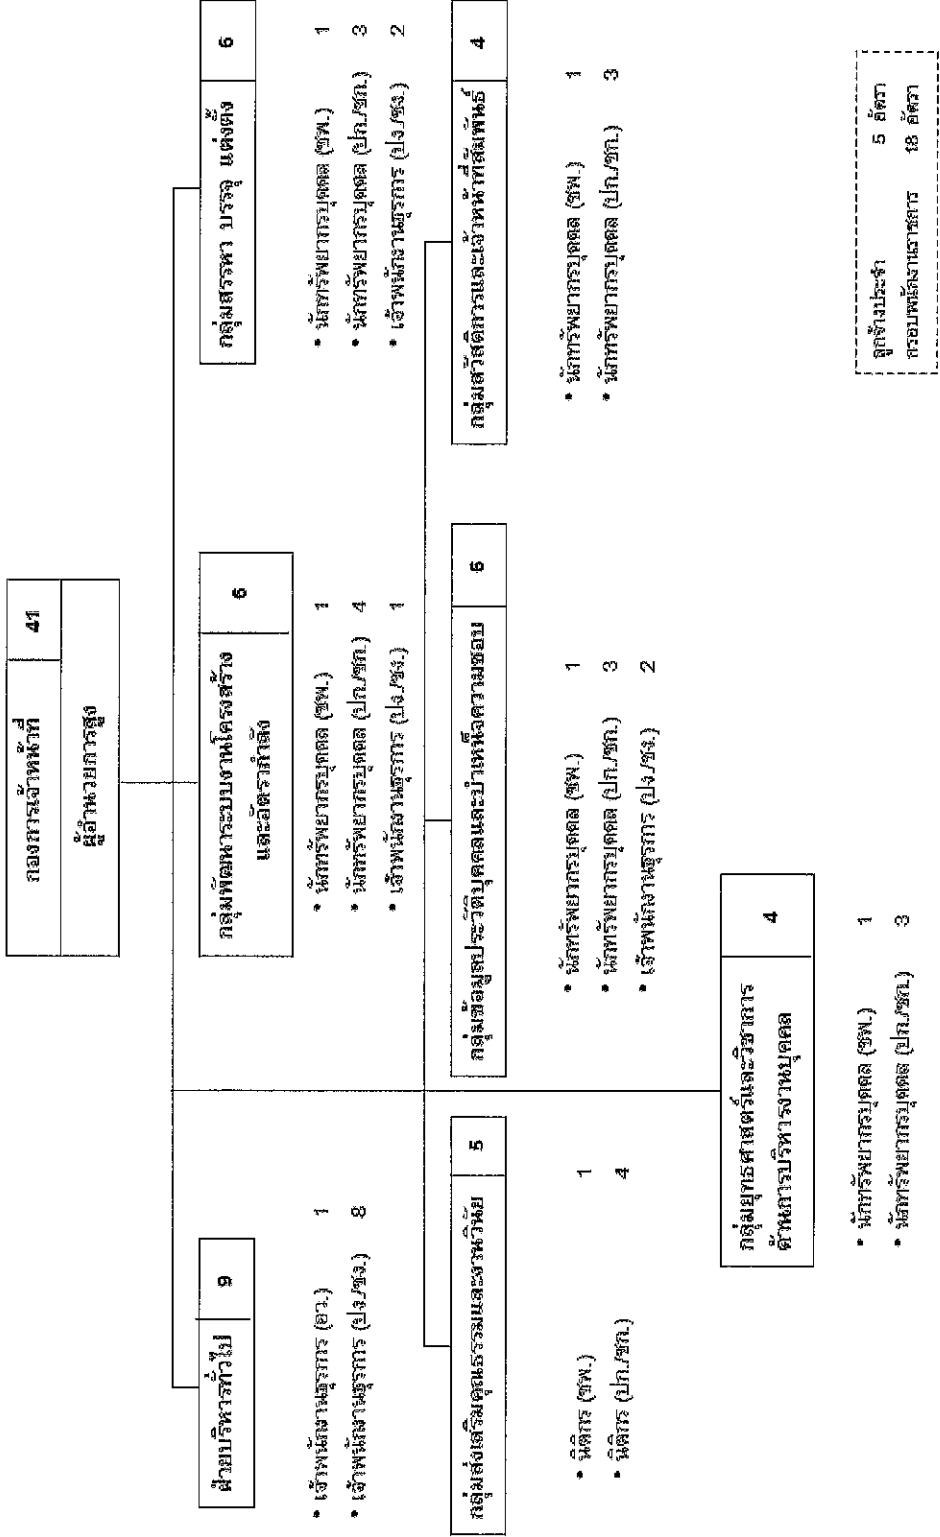 กองการเจ้าหน้าที่ 41
ผู้อำนวยการสูง
ฝ่ายบริหารทั่วไป 9
• เจ้าพนักงานธุรการ (อว.) 1
• เจ้าพนักงานธุรการ (ปง./ชง.) 8
กลุ่มพัฒนาระบบงานโครงสร้าง
และอัตรากำลัง 6
• นักทรัพยากรบุคคล (ชพ.) 1
• นักทรัพยากรบุคคล (ปก./ชก.) 4
• เจ้าพนักงานธุรการ (ปง./ชง.) 1
กลุ่มสรรหา บรรจุ แต่งตั้ง 6
• นักทรัพยากรบุคคล (ชพ.) 1
• นักทรัพยากรบุคคล (ปก./ชก.) 3
• เจ้าพนักงานธุรการ (ปง./ชง.) 2
กลุ่มส่งเสริมคุณธรรมและงานวินัย 5
• นิติกร (ชพ.) 1
• นิติกร (ปก./ชก.) 4
กลุ่มข้อมูลประวัติบุคคลและบำเหน็จความชอบ 6
• นักทรัพยากรบุคคล (ชพ.) 1
• นักทรัพยากรบุคคล (ปก./ชก.) 3
• เจ้าพนักงานธุรการ (ปง./ชง.) 2
กลุ่มสวัสดิการและเจ้าหน้าที่สัมพันธ์ 4
• นักทรัพยากรบุคคล (ชพ.) 1
• นักทรัพยากรบุคคล (ปก./ชก.) 3
กลุ่มยุทธศาสตร์และวิชาการ
ด้านการบริหารงานบุคคล 4
• นักทรัพยากรบุคคล (ชพ.) 1
• นักทรัพยากรบุคคล (ปก./ชก.) 3
ลูกจ้างประจำ 5 อัตรา
กรอบพนักงานราชการ 18 อัตรา